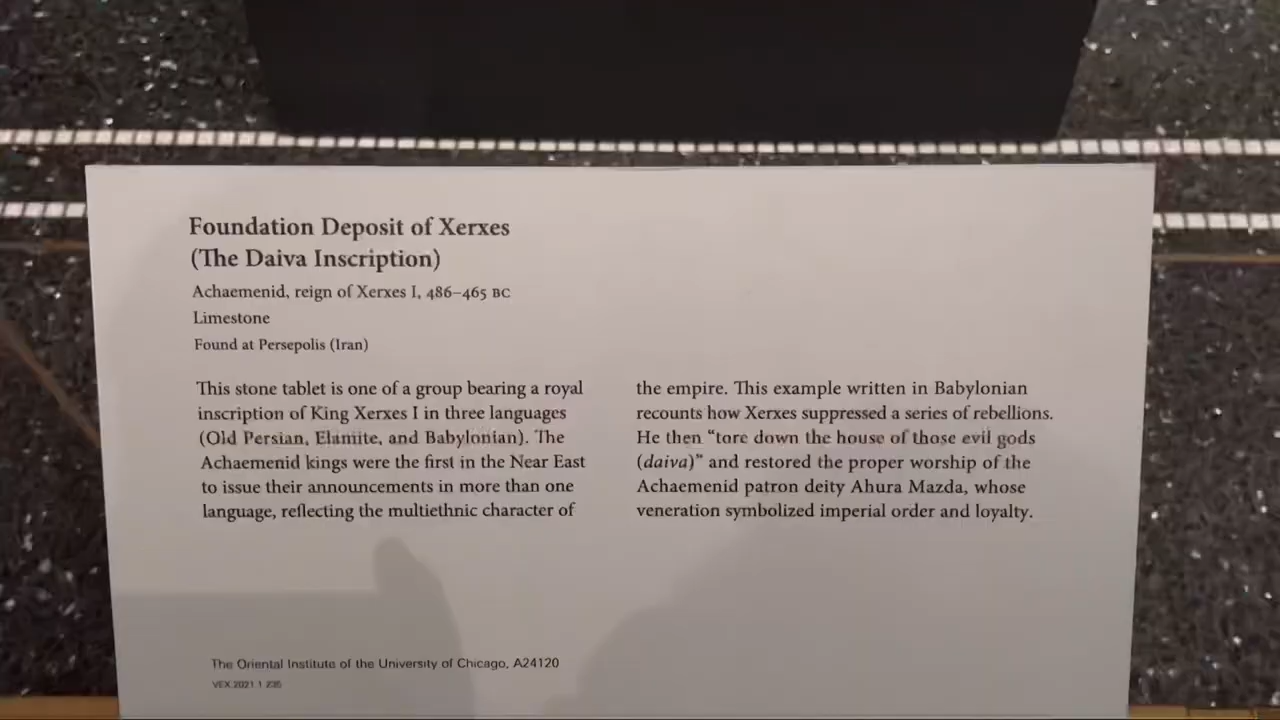 Foundation Deposit of Xerxes
(The Daiva Inscription)
Achaemenid, reign of Xerxes I, 486–465 BC
Limestone
Found at Persepolis (Iran)
This stone tablet is one of a group bearing a royal
inscription of King Xerxes I in three languages
(Old Persian, Elamite, and Babylonian). The
Achaemenid kings were the first in the Near East
to issue their announcements in more than one
language, reflecting the multiethnic character of
the empire. This example written in Babylonian
recounts how Xerxes suppressed a series of rebellions.
He then “tore down the house of those evil gods
(daiva)” and restored the proper worship of the
Achaemenid patron deity Ahura Mazda, whose
veneration symbolized imperial order and loyalty.
The Oriental Institute of the University of Chicago, A24120
VEX.2021.1.235